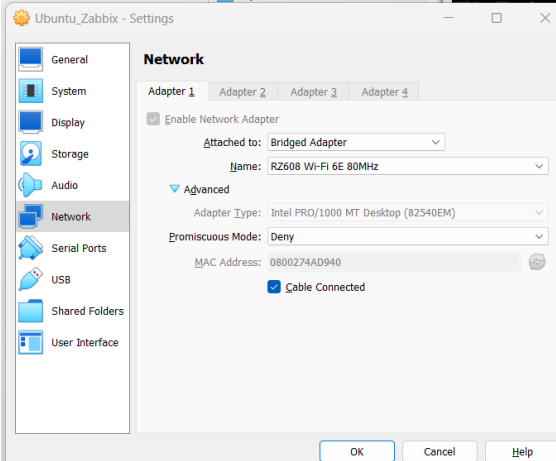 Ubuntu_Zabbix - Settings
General
System
Display
Storage
Audio
Network
Serial Ports
USB
Shared Folders
User Interface
Network
Adapter 1 Adapter 2 Adapter 3 Adapter 4
Enable Network Adapter
Attached to: Bridged Adapter
Name: RZ608 Wi-Fi 6E 80MHz
Advanced
Adapter Type: Intel PRO/1000 MT Desktop (82540EM)
Promiscuous Mode: Deny
MAC Address: 0800274AD940
Cable Connected
OK Cancel Help